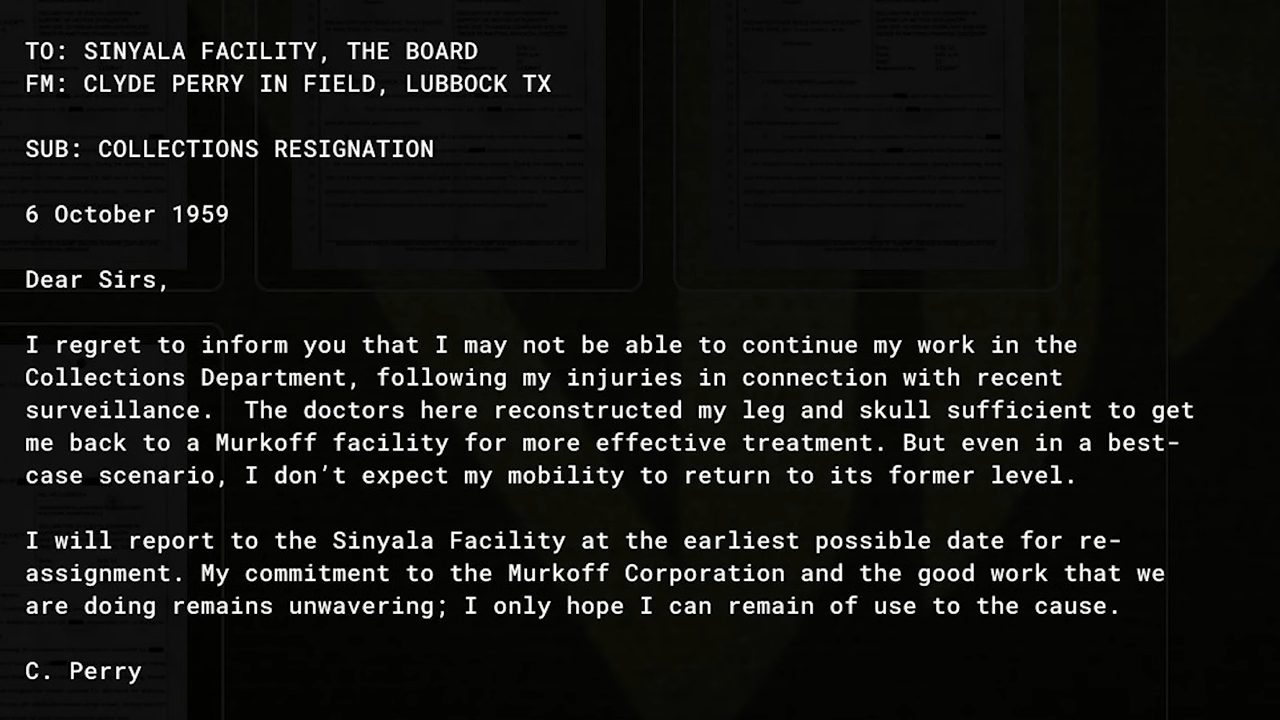 TO: SINYALA FACILITY, THE BOARD
FM: CLYDE PERRY IN FIELD, LUBBOCK TX
SUB: COLLECTIONS RESIGNATION
6 October 1959
Dear Sirs,
I regret to inform you that I may not be able to continue my work in the
Collections Department, following my injuries in connection with recent
surveillance.  The doctors here reconstructed my leg and skull sufficient to get
me back to a Murkoff facility for more effective treatment. But even in a best-
case scenario, I don’t expect my mobility to return to its former level.
I will report to the Sinyala Facility at the earliest possible date for re-
assignment. My commitment to the Murkoff Corporation and the good work that we
are doing remains unwavering; I only hope I can remain of use to the cause.
C. Perry